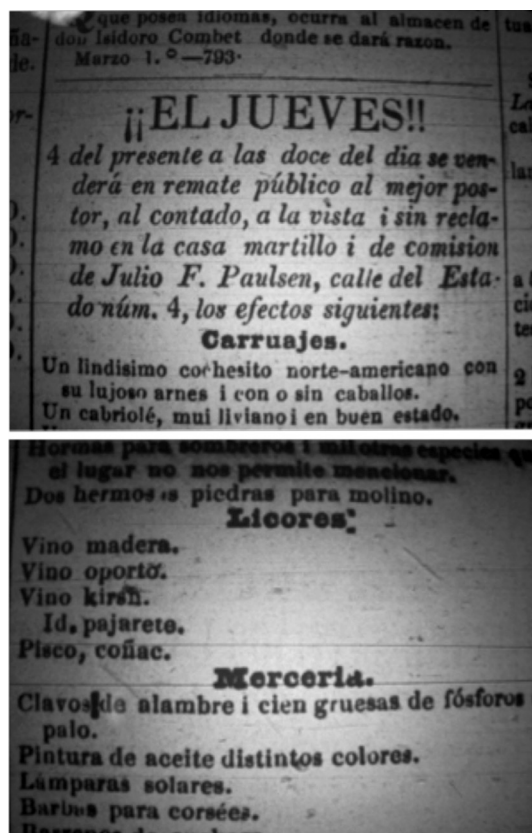 que posea idiomas, ocurra al almacen de
don Isidoro Combet donde se dará razon.
Marzo 1.º—793.
¡¡EL JUEVES!!
4 del presente a las doce del dia se ven-
derá en remate público al mejor pos-
tor, al contado, a la vista i sin recla-
mo en la casa martillo i de comision
de Julio F. Paulsen, calle del Esta-
do núm. 4, los efectos siguientes:
Carruajes.
Un lindisimo cochesito norte-americano con
su lujoso arnes i con o sin caballos.
Un cabriolé, mui liviano i en buen estado.
Hormas para sombreros i mil otras especies que
el lugar no nos permite mencionar.
Dos hermosas piedras para molino.
Licores:
Vino madera.
Vino oporto.
Vino kirsh.
Id. pajarete.
Pisco, coñac.
Merceria.
Clavos de alambre i cien gruesas de fósforos
palo.
Pintura de aceite distintos colores.
Lámparas solares.
Barbas para corsées.